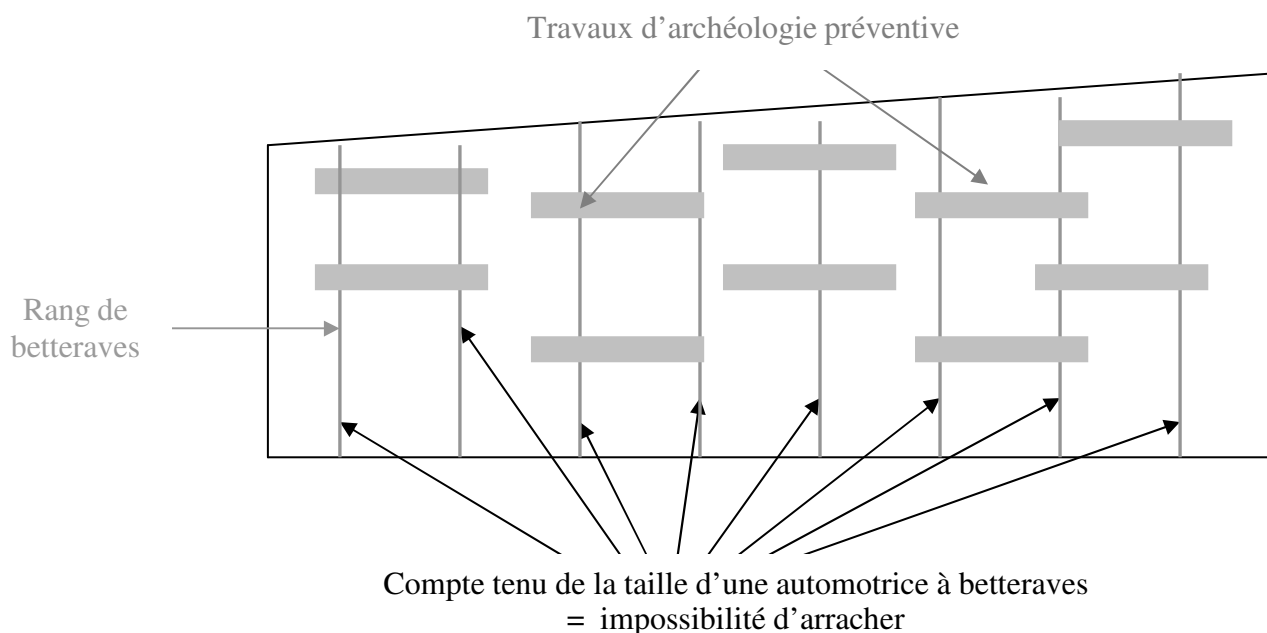 Travaux d’archéologie préventive
Rang de
betteraves
Compte tenu de la taille d’une automotrice à betteraves
= impossibilité d’arracher